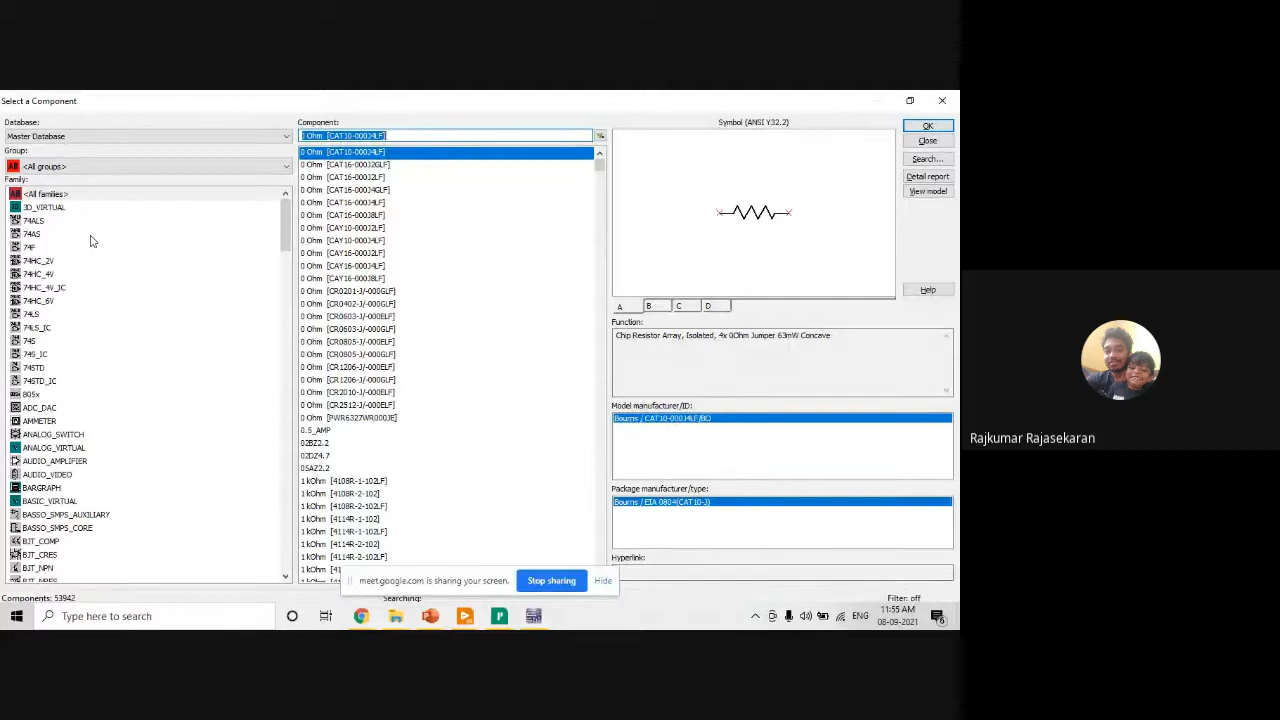 Select a Component
Database:
Master Database
Group:
<All groups>
Family:
<All families>
3D_VIRTUAL
74ALS
74AS
74F
74HC_2V
74HC_4V
74HC_4V_IC
74HC_6V
74LS
74LS_IC
74S
74S_IC
74STD
74STD_IC
805x
ADC_DAC
AMMETER
ANALOG_SWITCH
ANALOG_VIRTUAL
AUDIO_AMPLIFIER
AUDIO_VIDEO
BARGRAPH
BASIC_VIRTUAL
BASSO_SMPS_AUXILIARY
BASSO_SMPS_CORE
BJT_COMP
BJT_CRES
BJT_NPN
BJT_NRES
Components: 53942
Component:
0 Ohm [CAT10-000J4LF]
0 Ohm [CAT10-000J4LF]
0 Ohm [CAT16-000J2GLF]
0 Ohm [CAT16-000J2LF]
0 Ohm [CAT16-000J4GLF]
0 Ohm [CAT16-000J4LF]
0 Ohm [CAT16-000J8LF]
0 Ohm [CAY10-000J2LF]
0 Ohm [CAY10-000J4LF]
0 Ohm [CAY16-000J2LF]
0 Ohm [CAY16-000J4LF]
0 Ohm [CAY16-000J8LF]
0 Ohm [CR0201-J/-000GLF]
0 Ohm [CR0402-J/-000GLF]
0 Ohm [CR0603-J/-000ELF]
0 Ohm [CR0603-J/-000GLF]
0 Ohm [CR0805-J/-000ELF]
0 Ohm [CR0805-J/-000GLF]
0 Ohm [CR1206-J/-000ELF]
0 Ohm [CR1206-J/-000GLF]
0 Ohm [CR2010-J/-000ELF]
0 Ohm [CR2512-J/-000ELF]
0 Ohm [PWR6327WR000JE]
0.5_AMP
02BZ2.2
02DZ4.7
05AZ2.2
1 kOhm [4108R-1-102LF]
1 kOhm [4108R-2-102]
1 kOhm [4108R-2-102LF]
1 kOhm [4114R-1-102]
1 kOhm [4114R-1-102LF]
1 kOhm [4114R-2-102]
1 kOhm [4114R-2-102LF]
Searching:
Symbol (ANSI Y32.2)
A B C D
Function:
Chip Resistor Array, Isolated, 4x 0Ohm Jumper 63mW Concave
Model manufacturer/ID:
Bourns / CAT10-000J4LF/BO
Package manufacturer/type:
Bourns / EIA 0804(CAT10-J)
Hyperlink:
Filter: off
OK
Close
Search...
Detail report
View model
Help
meet.google.com is sharing your screen.
Stop sharing
Hide
Type here to search
ENG
11:55 AM
08-09-2021
6
Rajkumar Rajasekaran